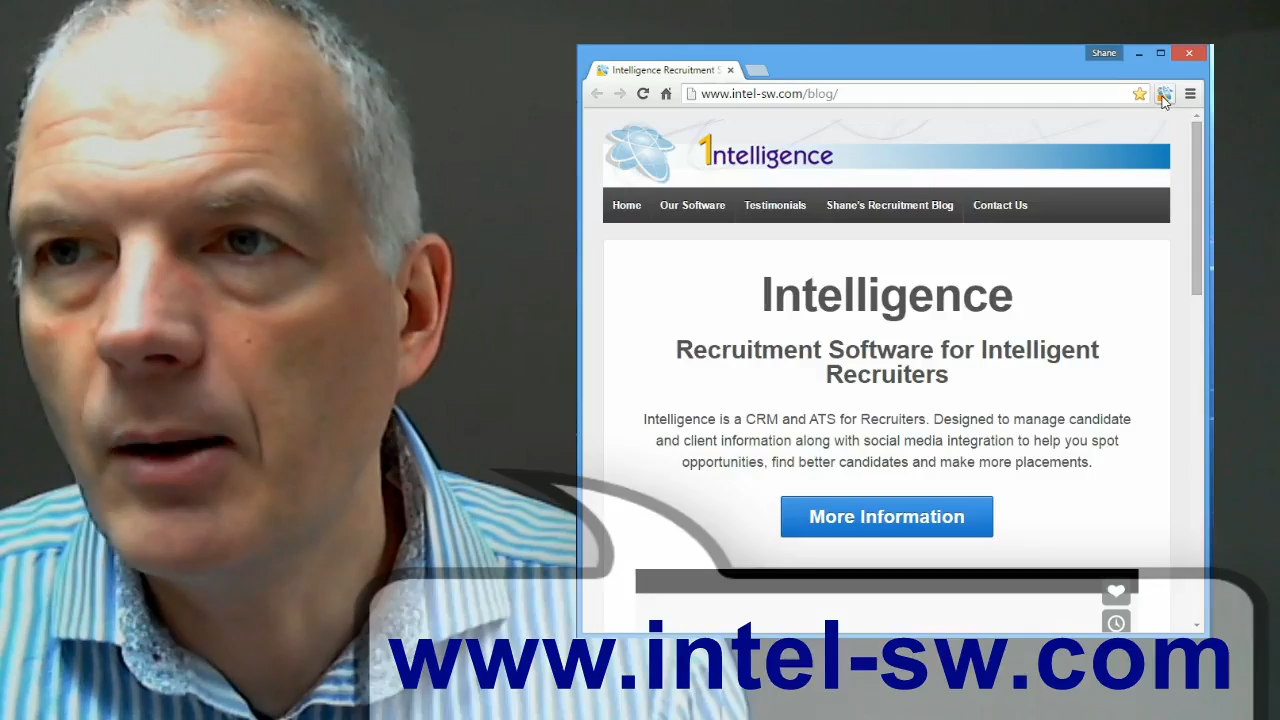 Shane
Intelligence Recruitment S
www.intel-sw.com/blog/
1ntelligence
Home Our Software Testimonials Shane's Recruitment Blog Contact Us
Intelligence
Recruitment Software for Intelligent
Recruiters
Intelligence is a CRM and ATS for Recruiters. Designed to manage candidate
and client information along with social media integration to help you spot
opportunities, find better candidates and make more placements.
More Information
www.intel-sw.com